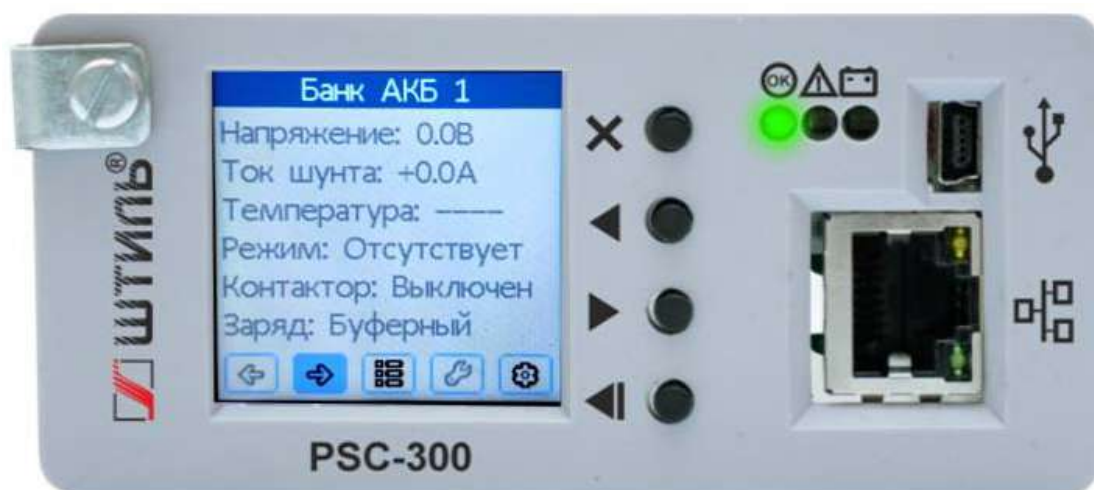 Банк АКБ 1
Напряжение: 0.0В
Ток шунта: +0.0А
Температура: ----
Режим: Отсутствует
Контактор: Выключен
Заряд: Буферный
ШТИЛЬ®
PSC-300
OK